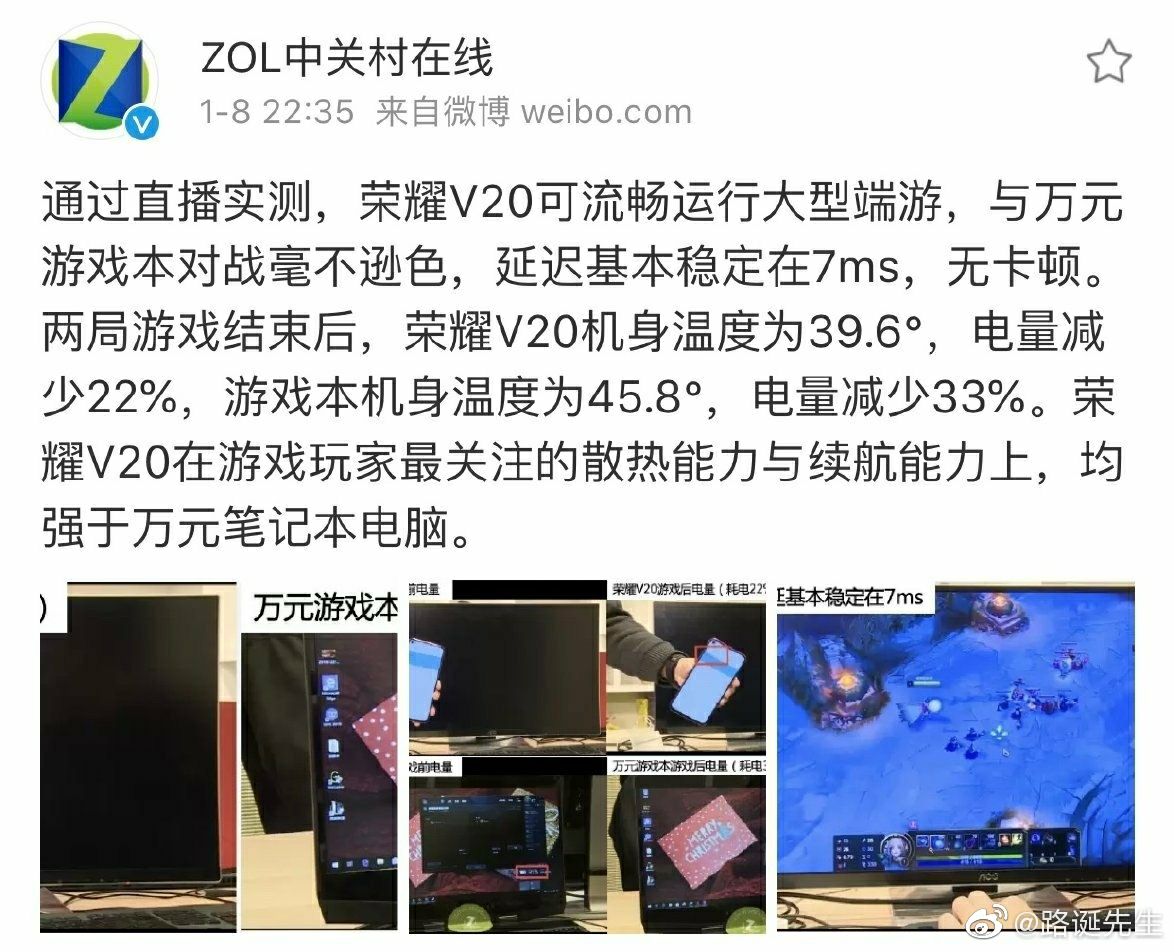 ZOL中关村在线
1-8 22:35 来自微博 weibo.com
通过直播实测，荣耀V20可流畅运行大型端游，与万元
游戏本对战毫不逊色，延迟基本稳定在7ms，无卡顿。
两局游戏结束后，荣耀V20机身温度为39.6°，电量减
少22%，游戏本机身温度为45.8°，电量减少33%。荣
耀V20在游戏玩家最关注的散热能力与续航能力上，均
强于万元笔记本电脑。
)
万元游戏本
前电量
荣耀V20游戏后电量（耗电22%
基本稳定在7ms
戏前电量
万元游戏本游戏后电量（耗电3
MERRY
CHRISTMAS
AOC
@路诞先生